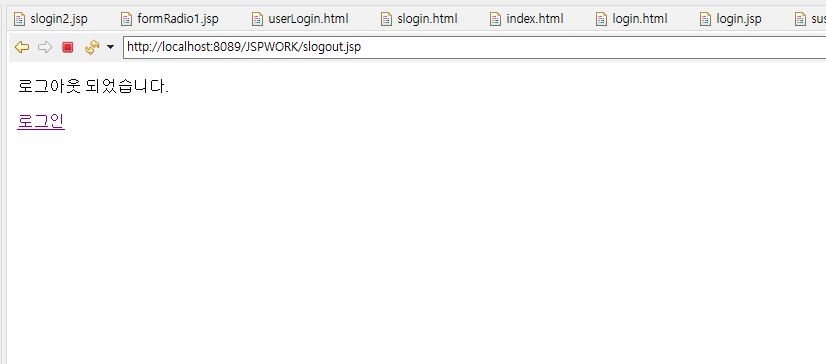 slogin2.jsp formRadio1.jsp userLogin.html slogin.html index.html login.html login.jsp
http://localhost:8089/JSPWORK/slogout.jsp
로그아웃 되었습니다.
로그인